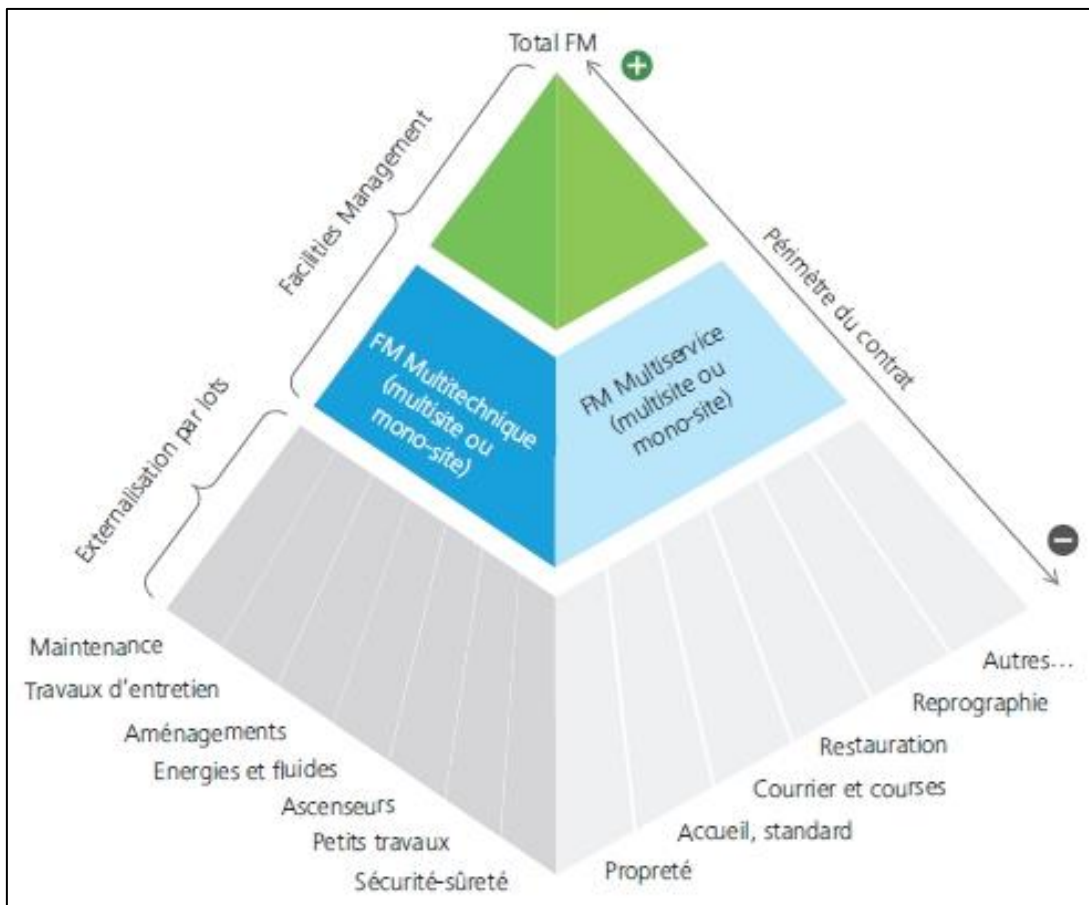 Total FM
+
Facilities Management
Périmètre du contrat
FM Multitechnique
(multisite ou
mono-site)
FM Multiservice
(multisite ou
mono-site)
Externalisation par lots
−
Maintenance
Travaux d'entretien
Aménagements
Energies et fluides
Ascenseurs
Petits travaux
Sécurité-sûreté
Autres…
Reprographie
Restauration
Courrier et courses
Accueil, standard
Propreté